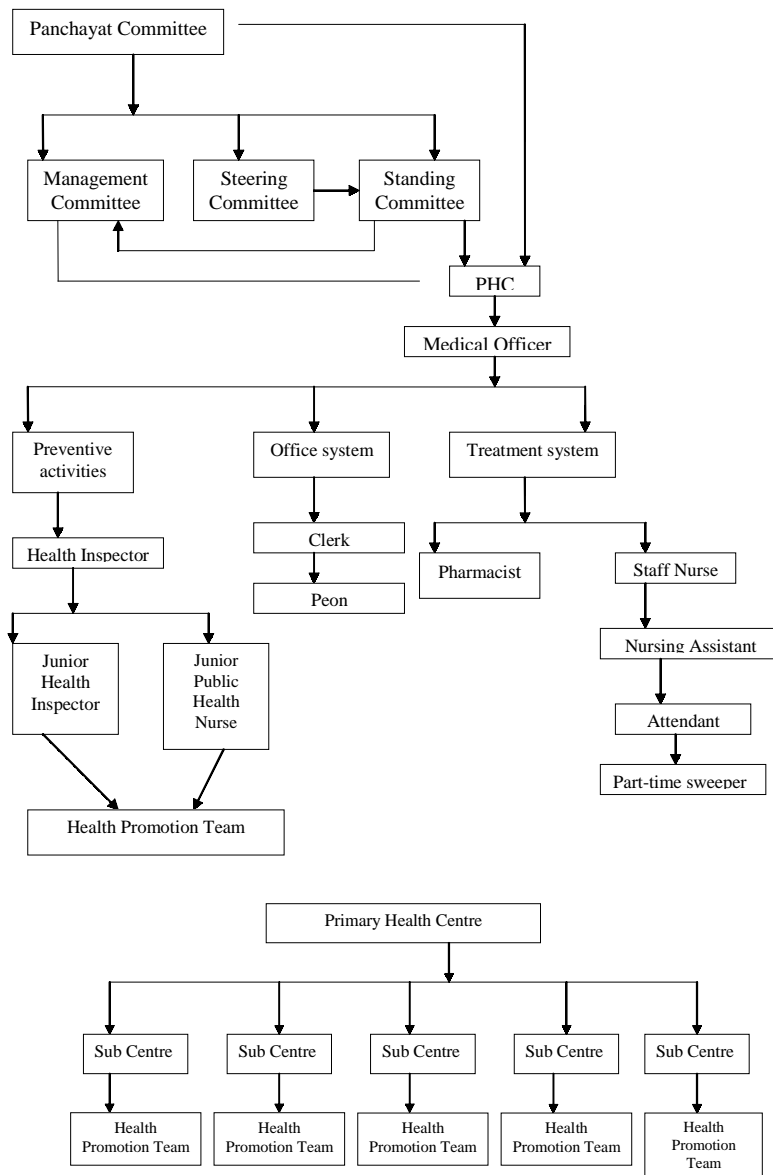 Panchayat Committee
Management
Committee
Steering
Committee
Standing
Committee
PHC
Medical Officer
Preventive
activities
Office system
Treatment system
Health Inspector
Clerk
Pharmacist
Staff Nurse
Peon
Junior
Health
Inspector
Junior
Public
Health
Nurse
Nursing Assistant
Attendant
Part-time sweeper
Health Promotion Team
Primary Health Centre
Sub Centre
Sub Centre
Sub Centre
Sub Centre
Sub Centre
Health
Promotion Team
Health
Promotion Team
Health
Promotion Team
Health
Promotion Team
Health
Promotion
Team